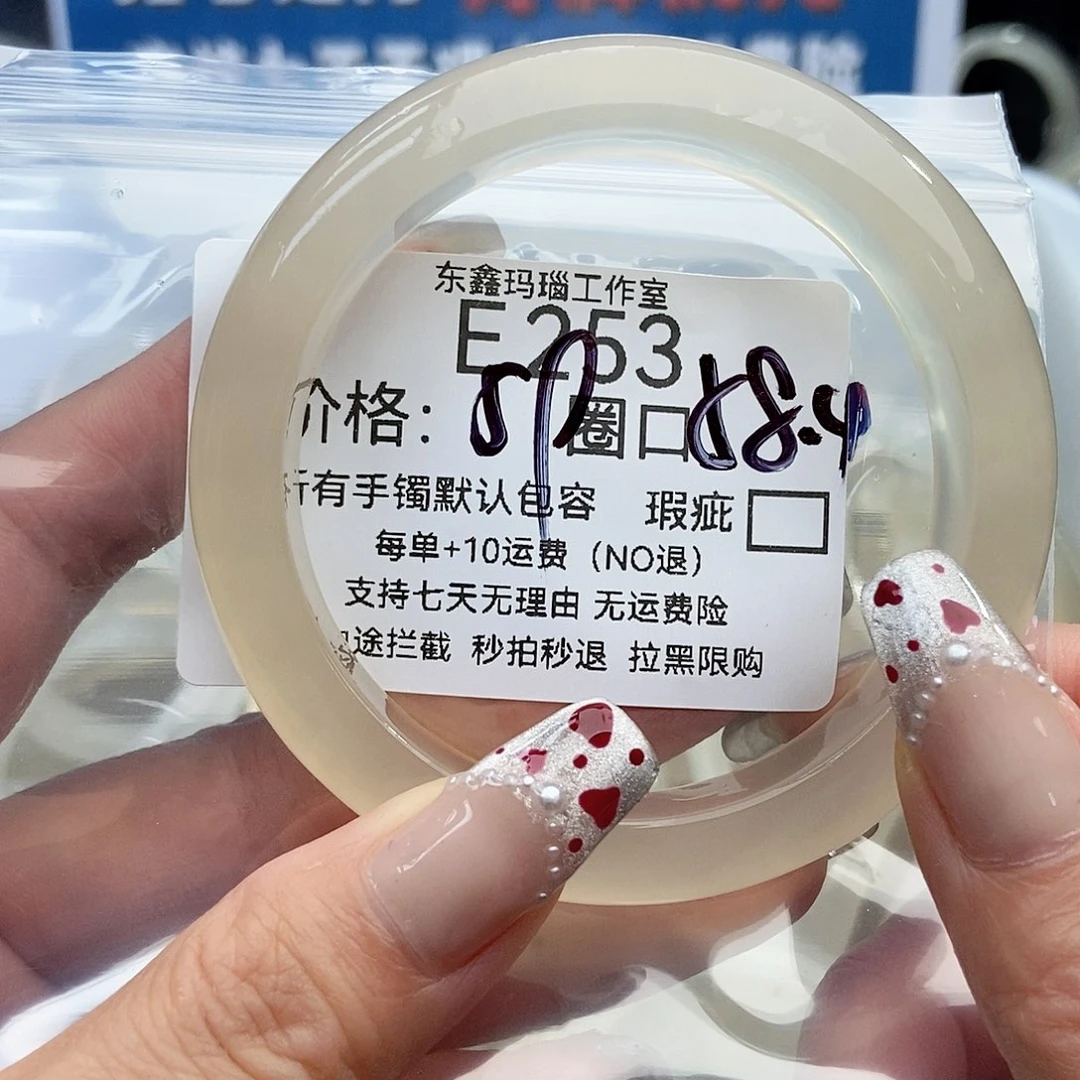 东鑫玛瑙工作室
E253
价格： 圈口 58.4
所有手镯默认包容 瑕疵
每单+10运费（NO退）
支持七天无理由 无运费险
途拦截 秒拍秒退 拉黑限购